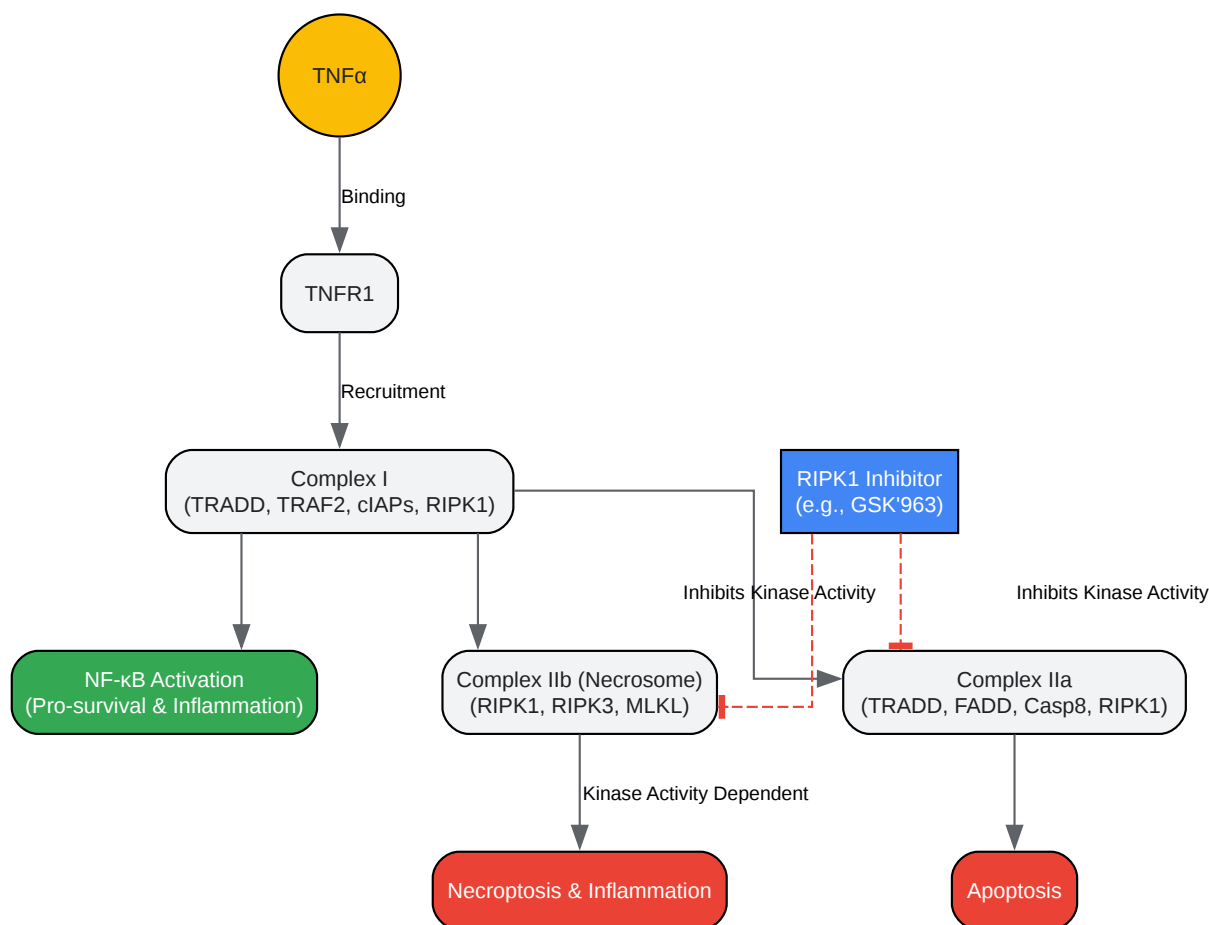 TNFα
Binding
TNFR1
Recruitment
Complex I
(TRADD, TRAF2, cIAPs, RIPK1)
RIPK1 Inhibitor
(e.g., GSK'963)
Inhibits Kinase Activity
Inhibits Kinase Activity
NF-κB Activation
(Pro-survival & Inflammation)
Complex IIb (Necrosome)
(RIPK1, RIPK3, MLKL)
Complex IIa
(TRADD, FADD, Casp8, RIPK1)
Kinase Activity Dependent
Necroptosis & Inflammation
Apoptosis